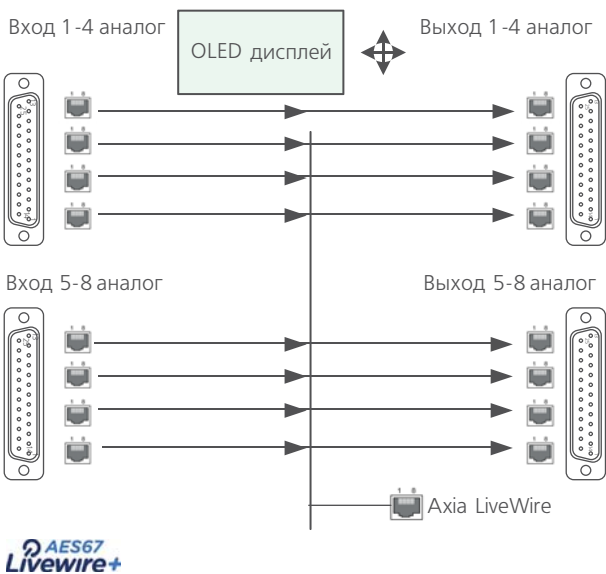 Вход 1-4 аналог
OLED дисплей
Выход 1-4 аналог
Вход 5-8 аналог
Выход 5-8 аналог
Axia LiveWire
AES67
Livewire+